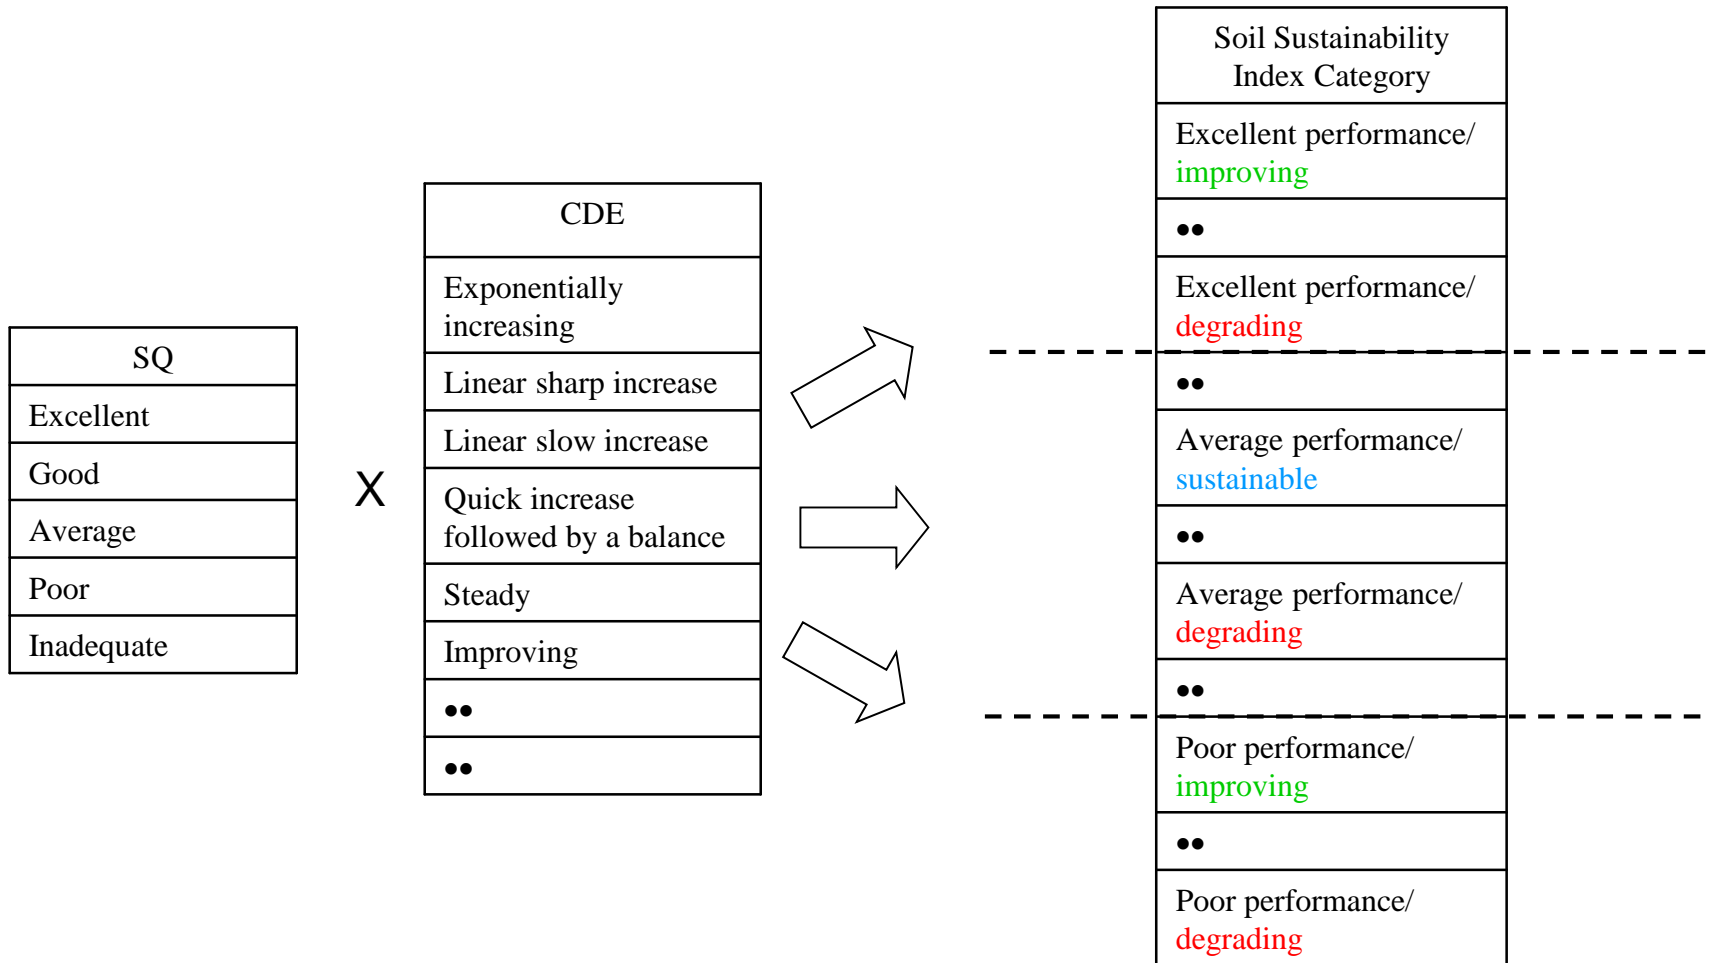 SQ
Excellent
Good
Average
Poor
Inadequate
X
CDE
Exponentially
increasing
Linear sharp increase
Linear slow increase
Quick increase
followed by a balance
Steady
Improving
••
••
Soil Sustainability
Index Category
Excellent performance/
improving
••
Excellent performance/
degrading
••
Average performance/
sustainable
••
Average performance/
degrading
••
Poor performance/
improving
••
Poor performance/
degrading